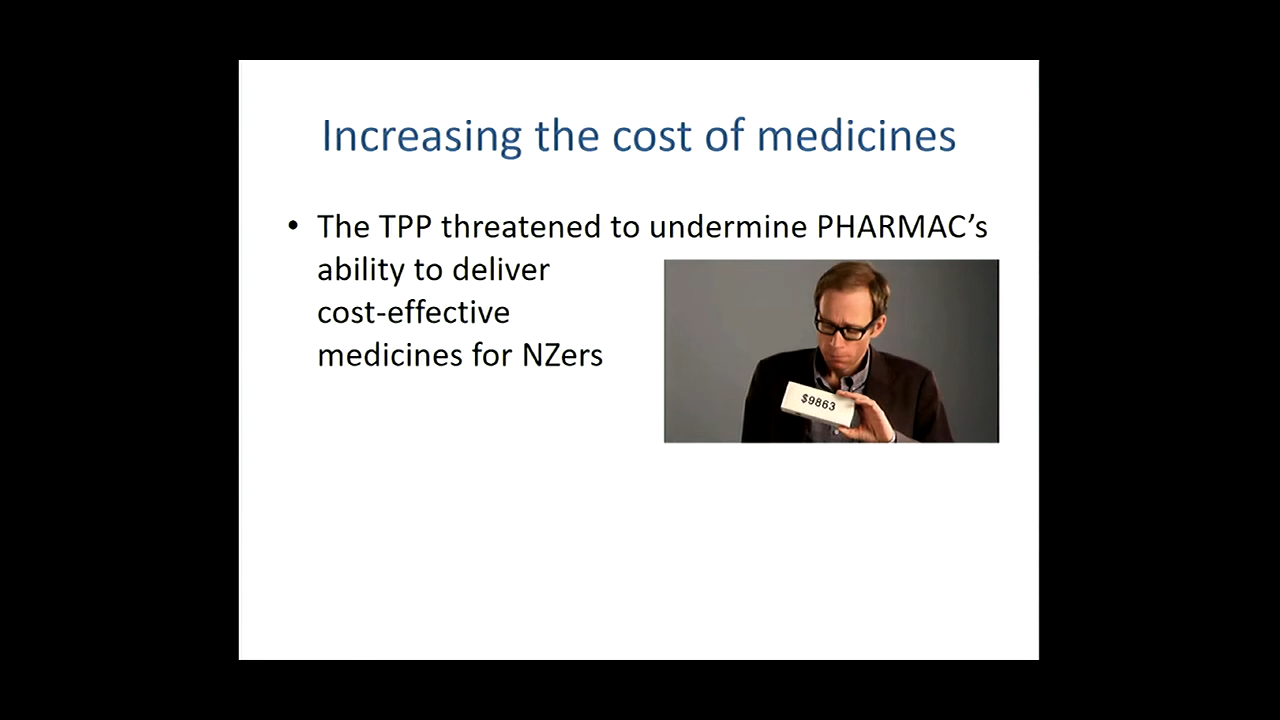 Increasing the cost of medicines
• The TPP threatened to undermine PHARMAC’s
ability to deliver
cost-effective
medicines for NZers
$9863